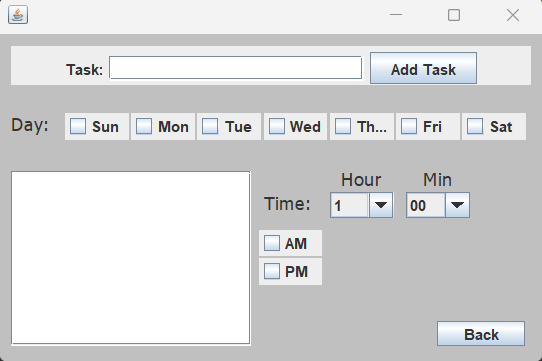 Task: Add Task
Day: Sun Mon Tue Wed Th... Fri Sat
Hour Min
Time: 1 00
AM
PM
Back